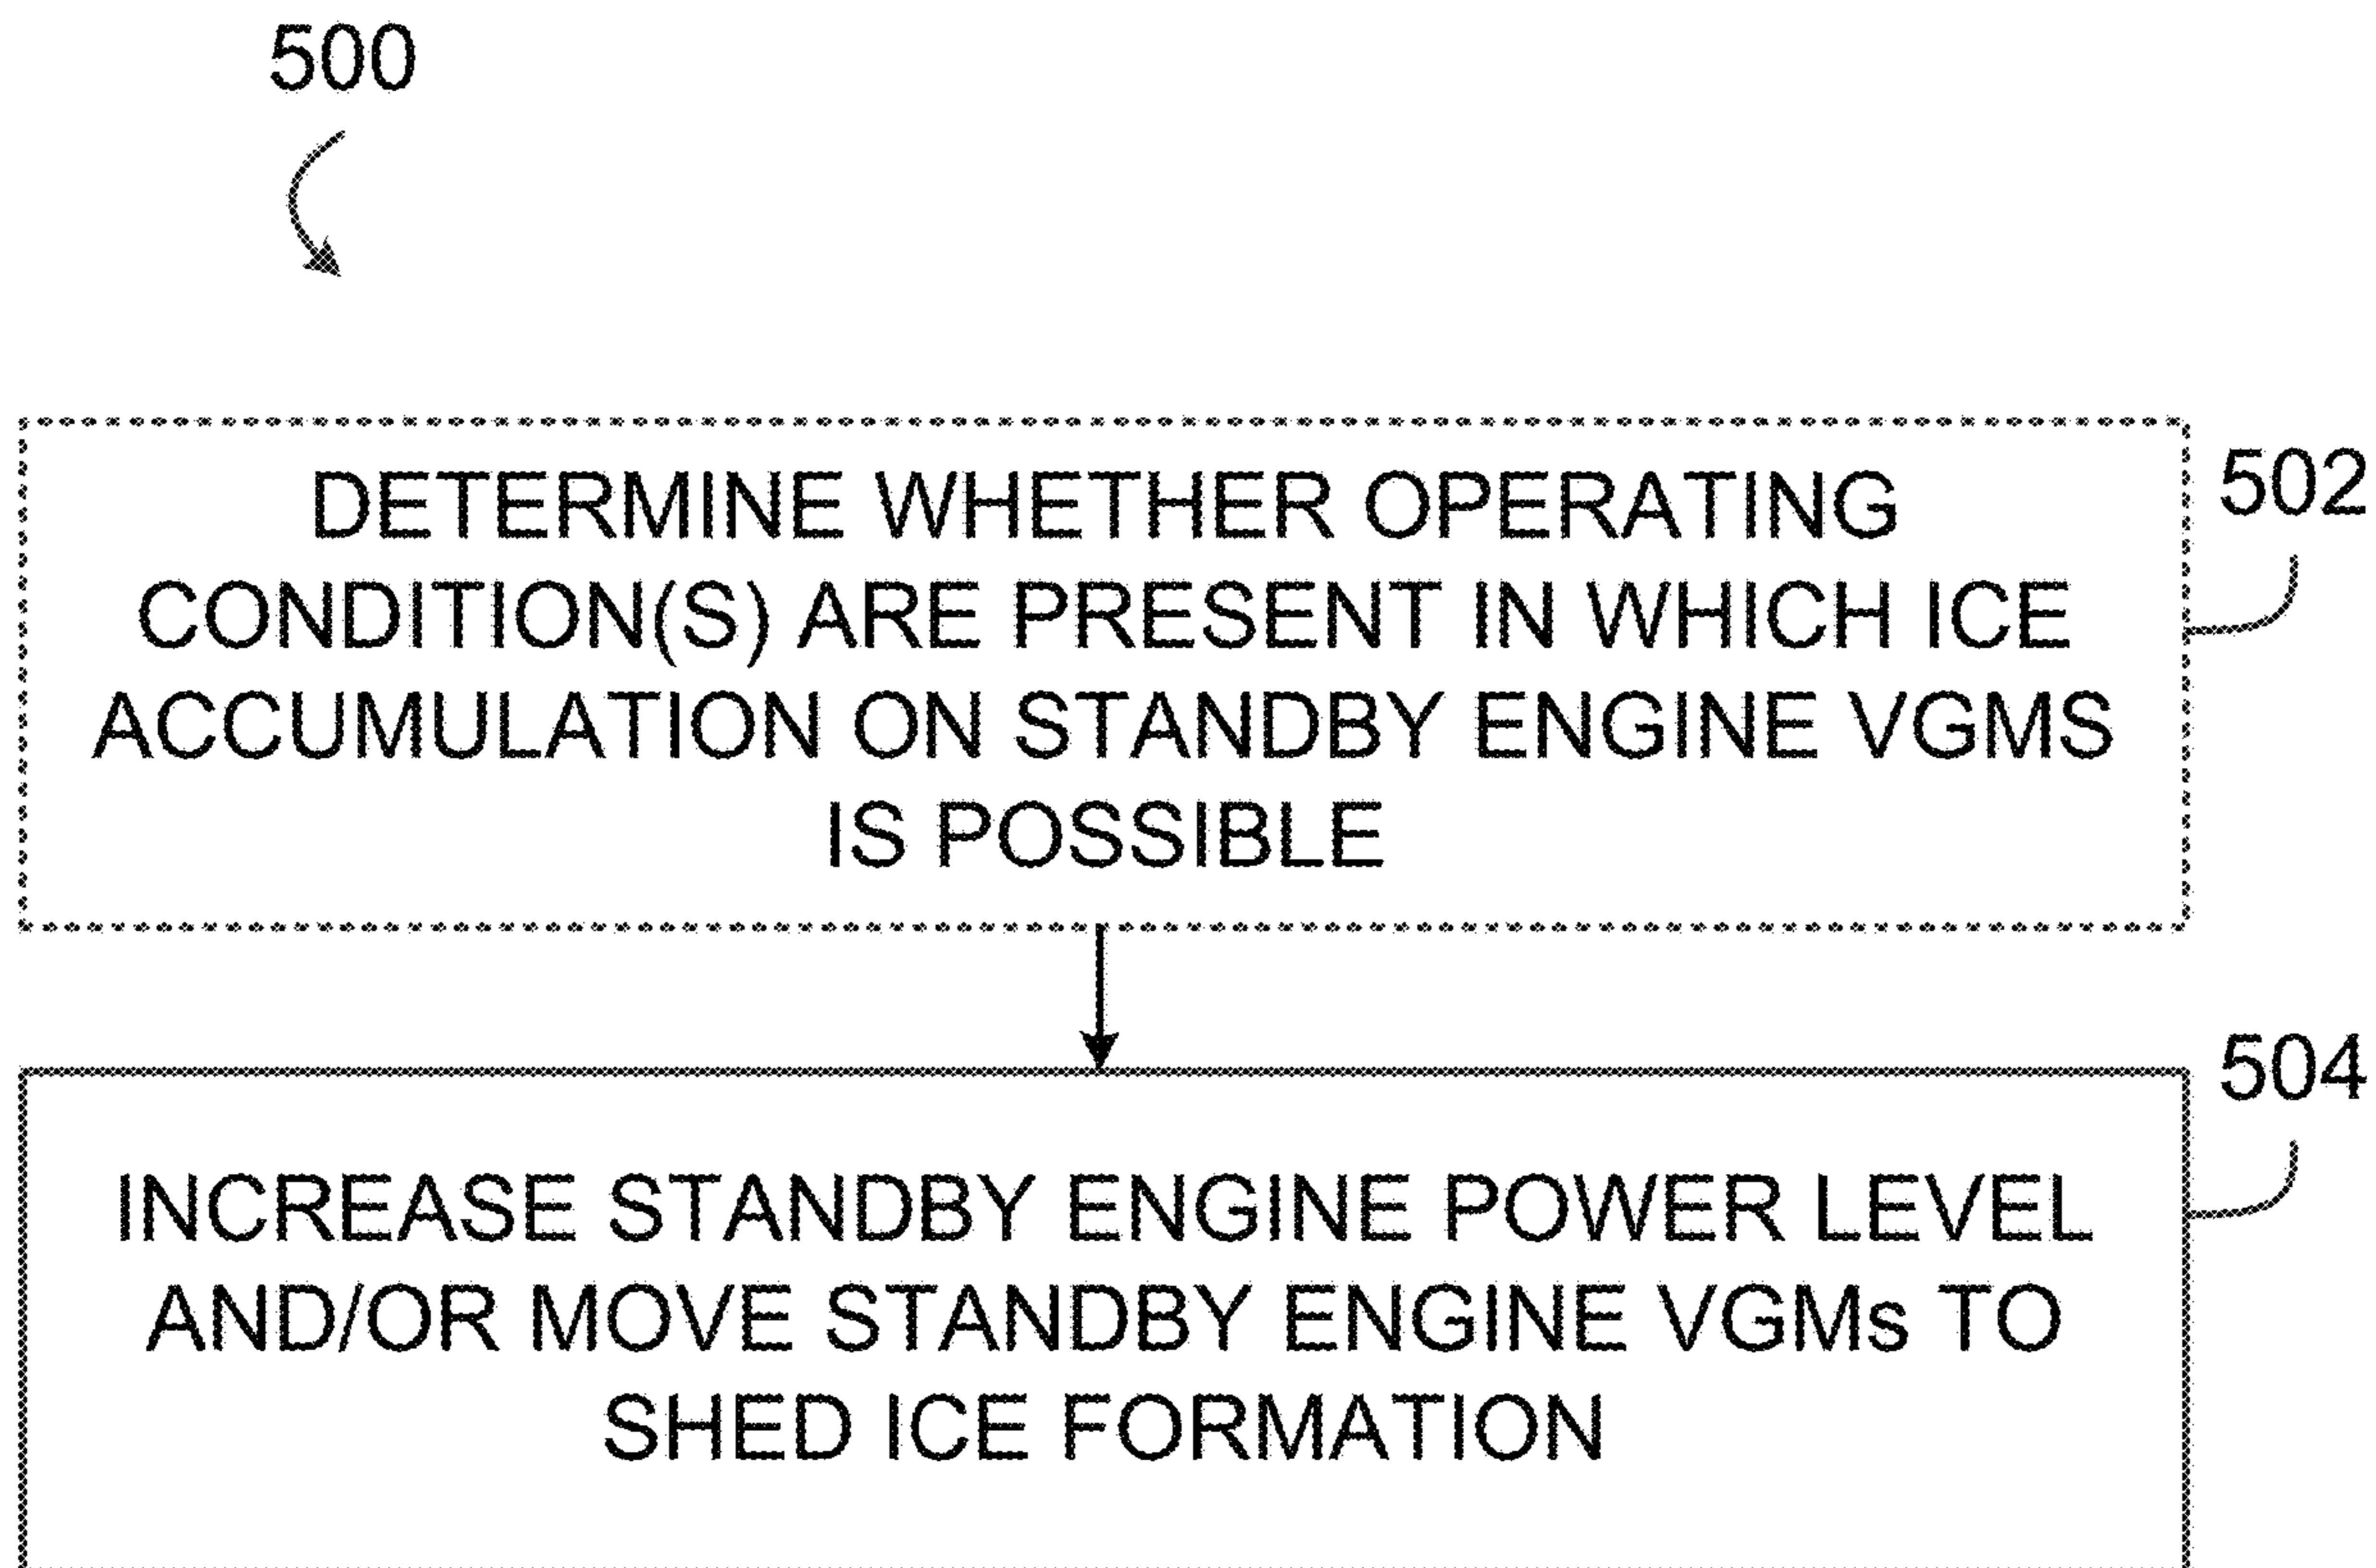 500
DETERMINE WHETHER OPERATING
CONDITION(S) ARE PRESENT IN WHICH ICE
ACCUMULATION ON STANDBY ENGINE VGMS
IS POSSIBLE
502
INCREASE STANDBY ENGINE POWER LEVEL
AND/OR MOVE STANDBY ENGINE VGMs TO
SHED ICE FORMATION
504